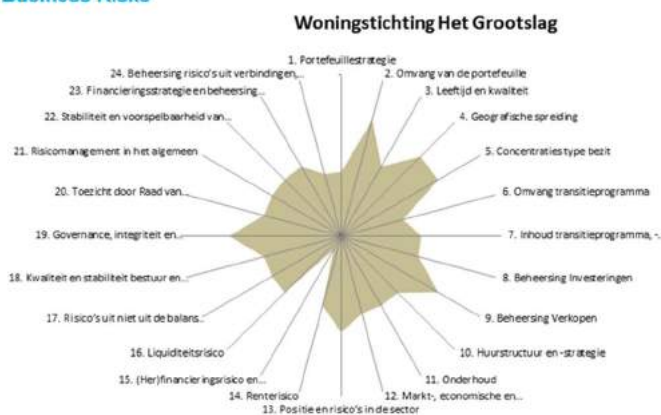 Woningstichting Het Grootslag
1. Portefeuillestrategie
2. Omvang van de portefeuille
3. Leeftijd en kwaliteit
4. Geografische spreiding
5. Concentraties type bezit
6. Omvang transitieprogramma
7. Inhoud transitieprogramma, -..
8. Beheersing Investeringen
9. Beheersing Verkopen
10. Huurstructuur en -strategie
11. Onderhoud
12. Markt-, economische en...
13. Positie en risico's in de sector
14. Renterisico
15. (Her)financieringsrisico en...
16. Liquiditeitsrisico
17. Risico's uit niet uit de balans..
18. Kwaliteit en stabiliteit bestuur en...
19. Governance, integriteit en...
20. Toezicht door Raad van...
21. Risicomanagement in het algemeen
22. Stabiliteit en voorspelbaarheid van...
23. Financieringsstrategie en beheersing...
24. Beheersing risico's uit verbindingen,...